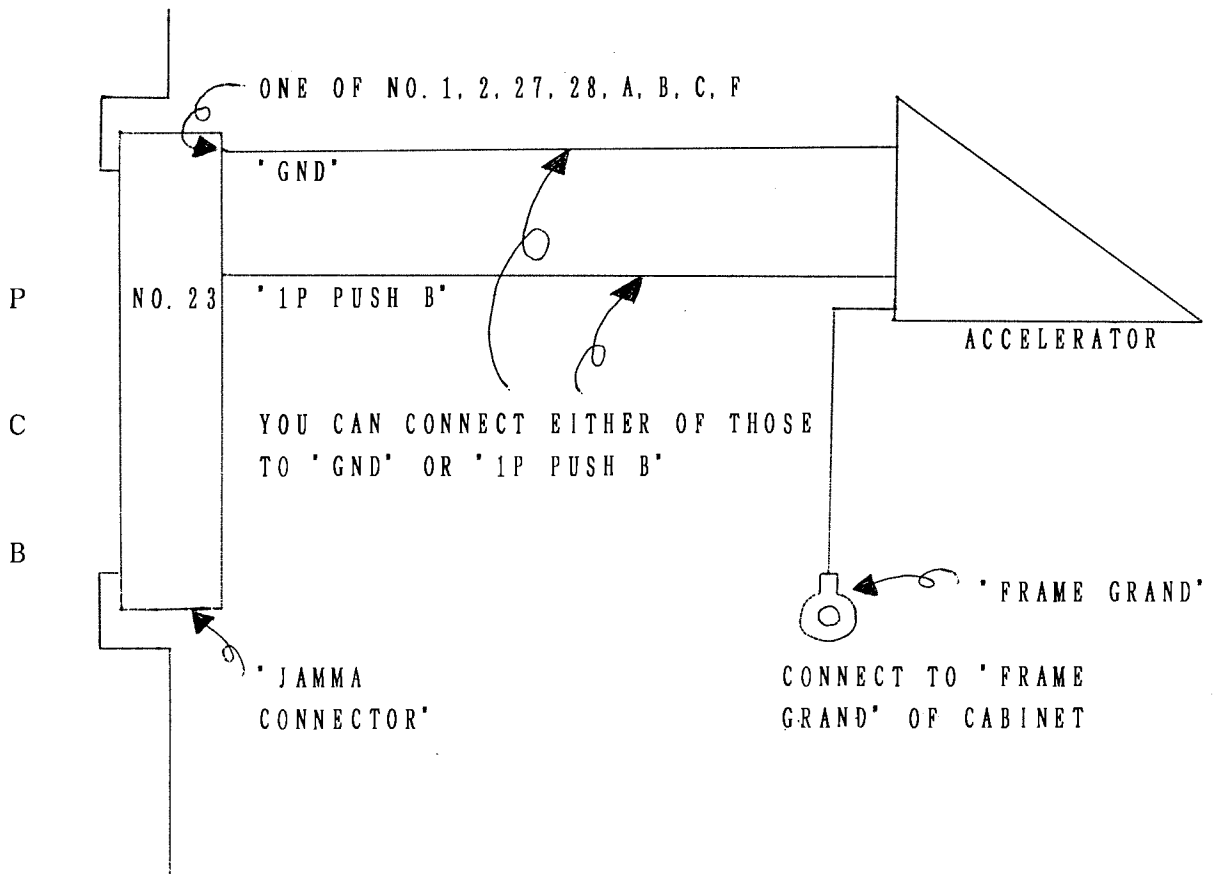 ONE OF NO. 1, 2, 27, 28, A, B, C, F
"GND"
P
NO. 23
"1P PUSH B"
ACCELERATOR
C
YOU CAN CONNECT EITHER OF THOSE
TO "GND" OR "1P PUSH B"
B
"FRAME GRAND"
"JAMMA
CONNECTOR"
CONNECT TO "FRAME
GRAND" OF CABINET